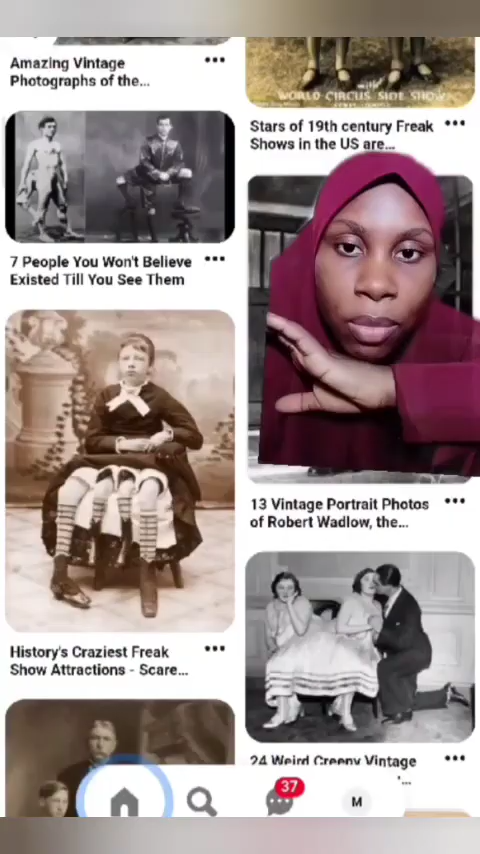 Amazing Vintage
Photographs of the...
WORLD CIRCUS SIDE SHOW
Stars of 19th century Freak
Shows in the US are...
7 People You Won't Believe
Existed Till You See Them
13 Vintage Portrait Photos
of Robert Wadlow, the...
History's Craziest Freak
Show Attractions - Scare...
24 Weird Creepy Vintage
37
M